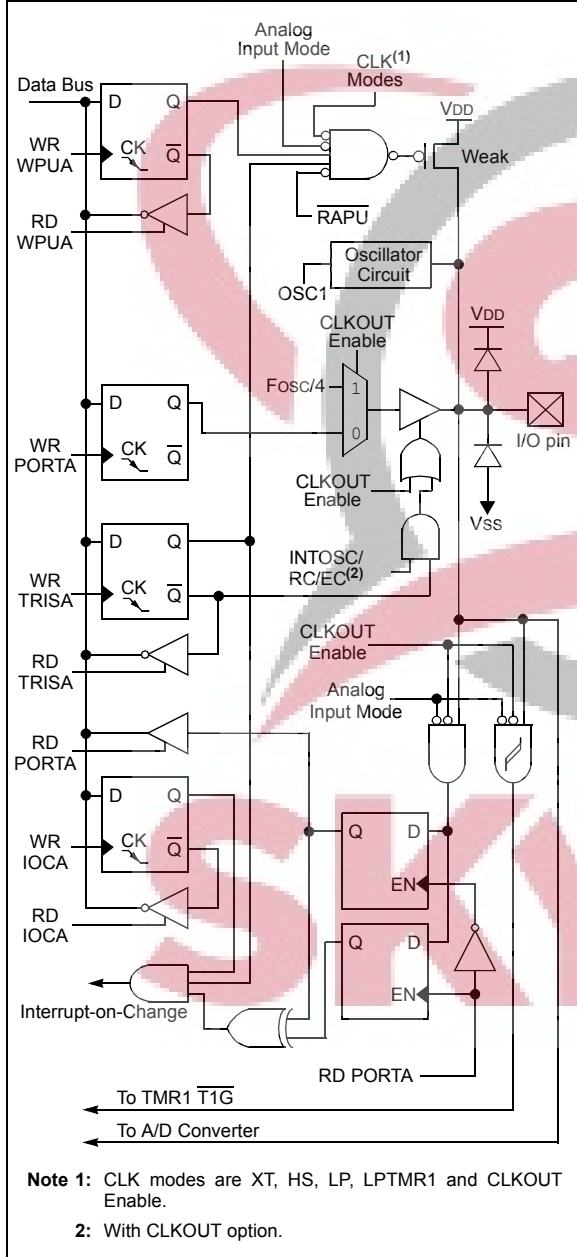 Analog
Input Mode
CLK(1)
Modes
Data Bus
D Q
VDD
WR
WPUA
CK Q
Weak
RD
WPUA
RAPU
Oscillator
Circuit
OSC1
CLKOUT
Enable
VDD
FOSC/4
1
D Q
0
I/O pin
WR
PORTA
CK Q
CLKOUT
Enable
VSS
D Q
INTOSC/
RC/EC(2)
WR
TRISA
CK Q
CLKOUT
Enable
RD
TRISA
Analog
Input Mode
RD
PORTA
D Q
Q D
WR
IOCA
CK Q
EN
RD
IOCA
Q D
EN
Interrupt-on-Change
RD PORTA
To TMR1 T1G
To A/D Converter
Note 1: CLK modes are XT, HS, LP, LPTMR1 and CLKOUT
Enable.
2: With CLKOUT option.